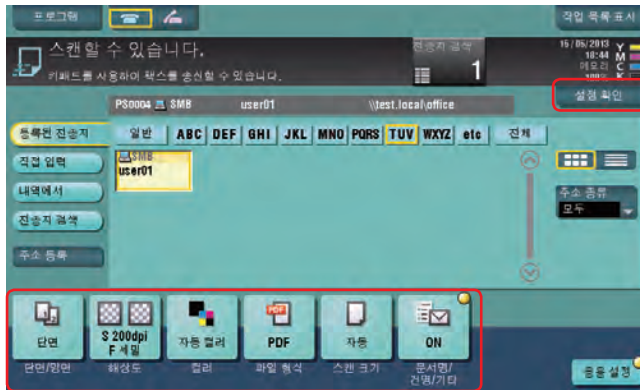 프로그램
작업 목록 표시
스캔할 수 있습니다.
키패드를 사용하여 팩스를 송신할 수 있습니다.
전송지 검색
1
15/05/2013
18:44
메모리
100%
Y
M
C
K
설정 확인
PS0004 SMB user01 \\test.local\office
등록된 전송지
일반 ABC DEF GHI JKL MNO PQRS TUV WXYZ etc 전체
직접 입력
내역에서
전송지 검색
주소 등록
SMB
user01
주소 종류
모두
단면
S 200dpi
F 세밀
자동 컬러
PDF
PDF
자동
ON
단면/양면
해상도
컬러
파일 형식
스캔 크기
문서명/
건명/기타
응용 설정